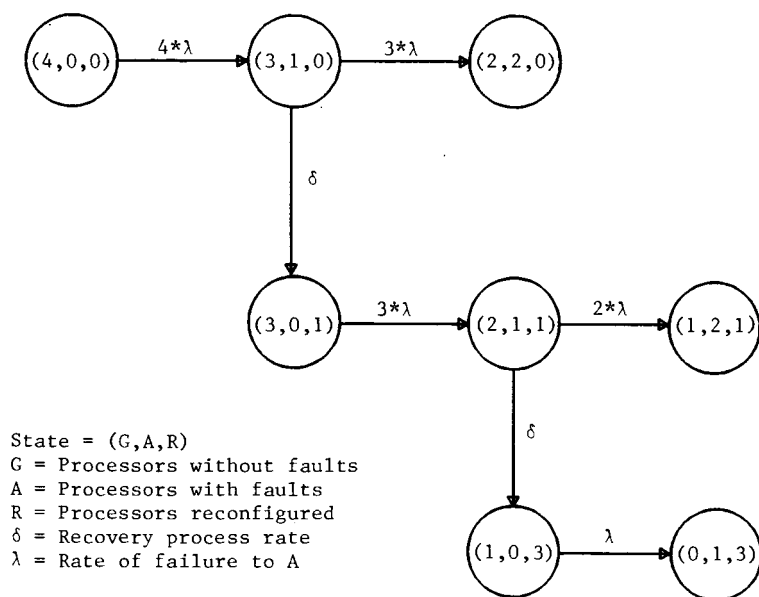 4*λ
3*λ
(4,0,0)
(3,1,0)
(2,2,0)
δ
3*λ
2*λ
(3,0,1)
(2,1,1)
(1,2,1)
δ
State = (G,A,R)
G = Processors without faults
A = Processors with faults
R = Processors reconfigured
δ = Recovery process rate
λ = Rate of failure to A
λ
(1,0,3)
(0,1,3)